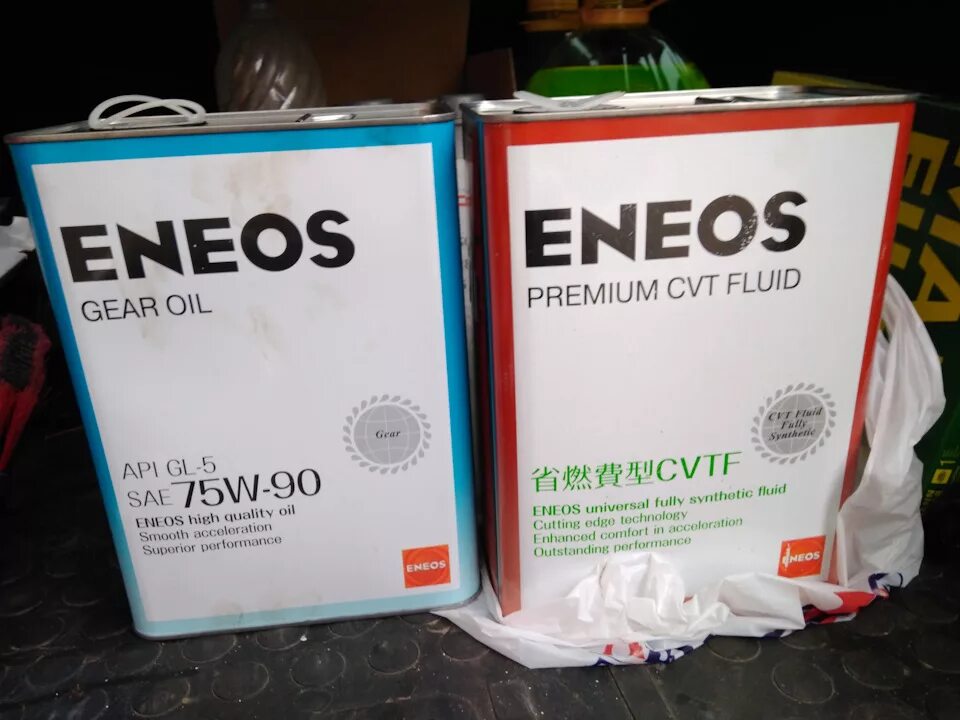 ENEOS
GEAR OIL
Gear
API GL-5
SAE 75W-90
ENEOS high quality oil
Smooth acceleration
Superior performance
ENEOS
ENEOS
PREMIUM CVT FLUID
CVT Fluid
Fully
Synthetic
省燃費型CVTF
ENEOS universal fully synthetic fluid
Cutting edge technology
Enhanced comfort in acceleration
Outstanding performance
ENEOS